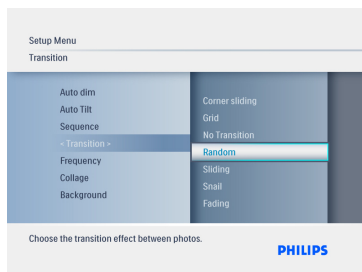 Setup Menu
Transition
Auto dim
Auto Tilt
Sequence
« Transition »
Frequency
Collage
Background
Corner sliding
Grid
No Transition
Random
Sliding
Snail
Fading
Choose the transition effect between photos.
PHILIPS